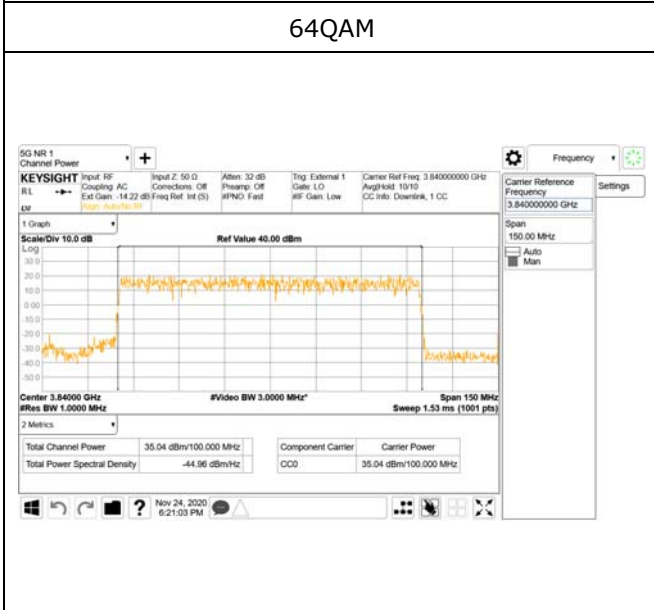 64QAM
5G NR 1
Channel Power
Frequency
KEYSIGHT
Input: RF
Input Z: 50 Ω
Atten: 32 dB
Trig: External 1
Carrier Ref Freq: 3.840000000 GHz
RL
Coupling: AC
Corrections: Off
Preamp: Off
Gate: LO
Avg|Hold: 10/10
Ext Gain: -14.22 dB
Freq Ref: Int (S)
#PNO: Fast
#IF Gain: Low
CC Info: Downlink, 1 CC
Align: Auto/No RF
Carrier Reference
Frequency
3.840000000 GHz
Settings
Span
150.00 MHz
Auto
Man
1 Graph
Scale/Div 10.0 dB
Ref Value 40.00 dBm
Log
30.0
20.0
10.0
0.00
-10.0
-20.0
-30.0
-40.0
-50.0
Center 3.84000 GHz
#Video BW 3.0000 MHz*
Span 150 MHz
#Res BW 1.0000 MHz
Sweep 1.53 ms (1001 pts)
2 Metrics
Total Channel Power
35.04 dBm/100.000 MHz
Component Carrier
Carrier Power
Total Power Spectral Density
-44.96 dBm/Hz
CC0
35.04 dBm/100.000 MHz
?
Nov 24, 2020
6:21:03 PM